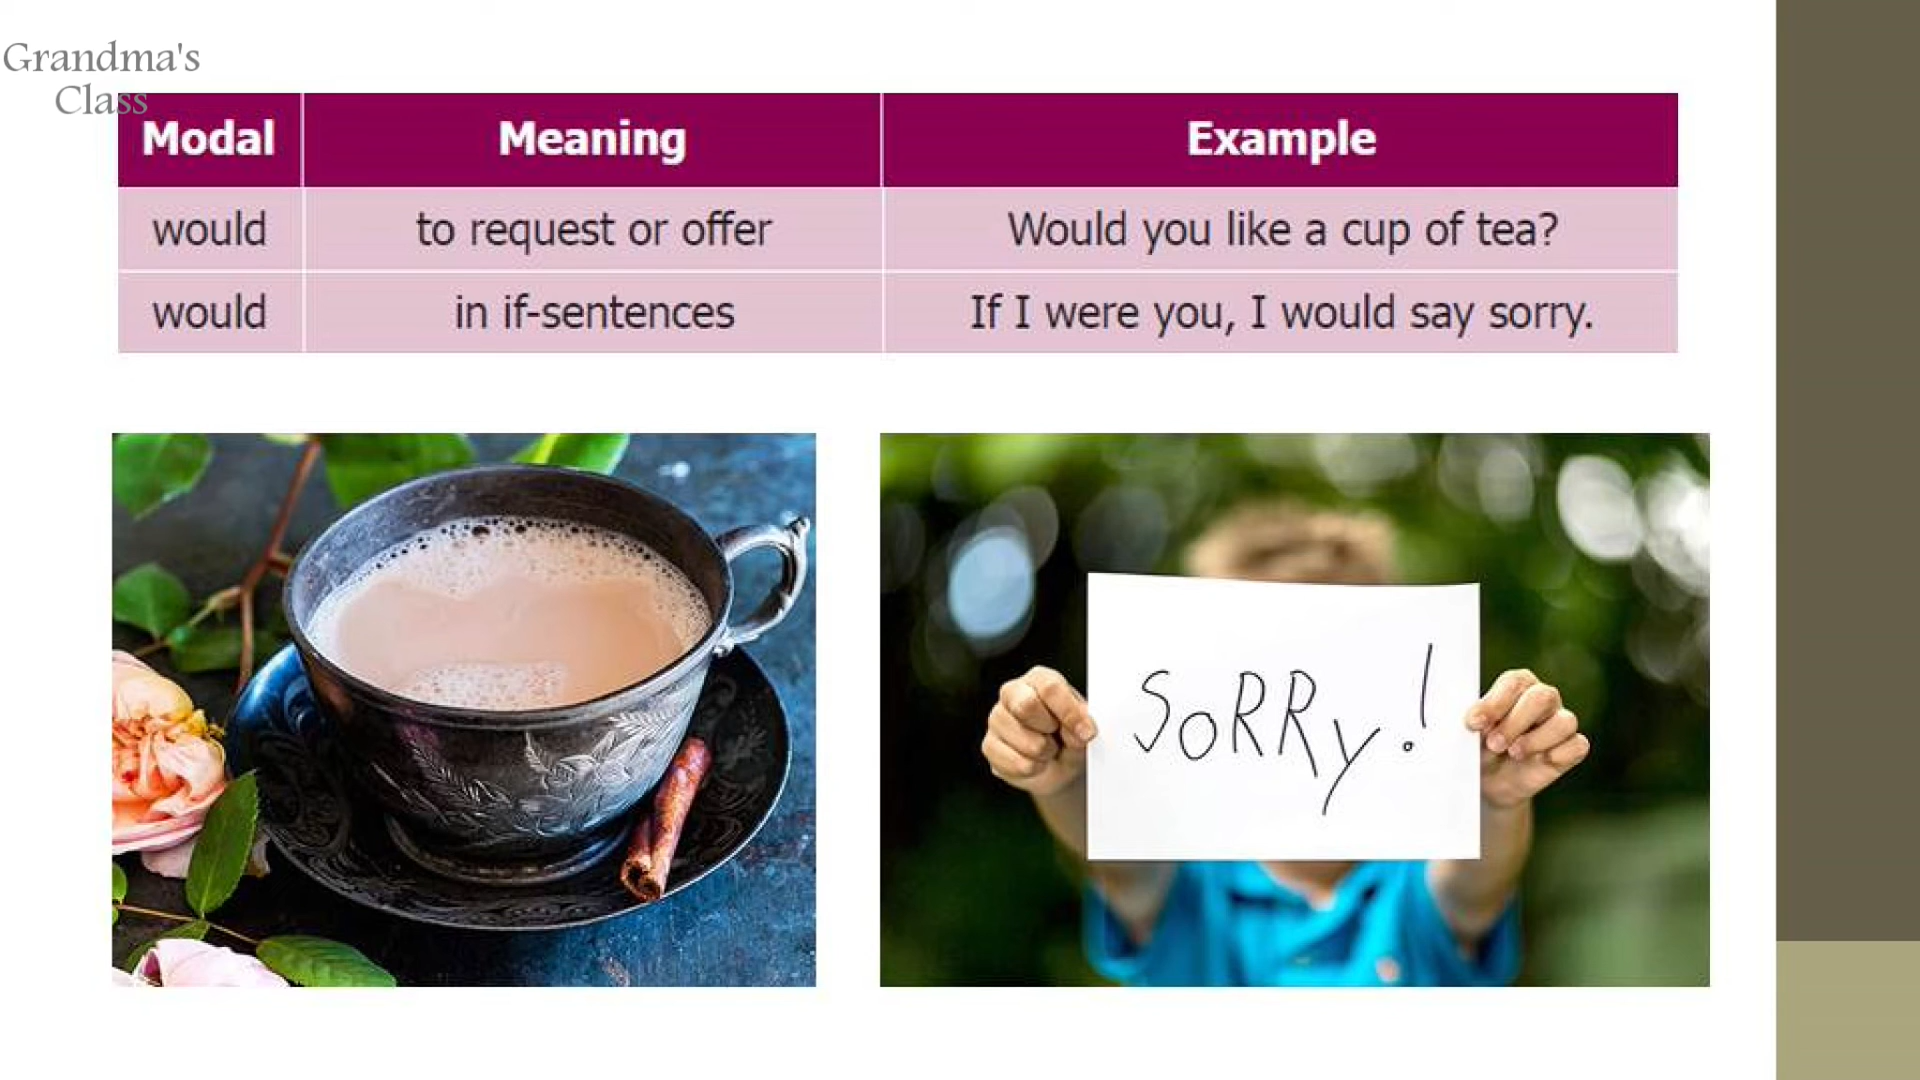 Grandma's
Class
Modal Meaning Example
would to request or offer Would you like a cup of tea?
would in if-sentences If I were you, I would say sorry.
SoRRy!